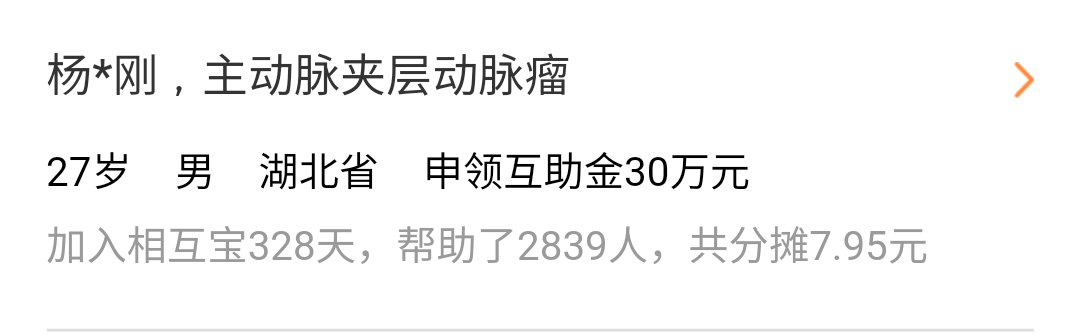 杨*刚，主动脉夹层动脉瘤
27岁 男 湖北省 申领互助金30万元
加入相互宝328天，帮助了2839人，共分摊7.95元